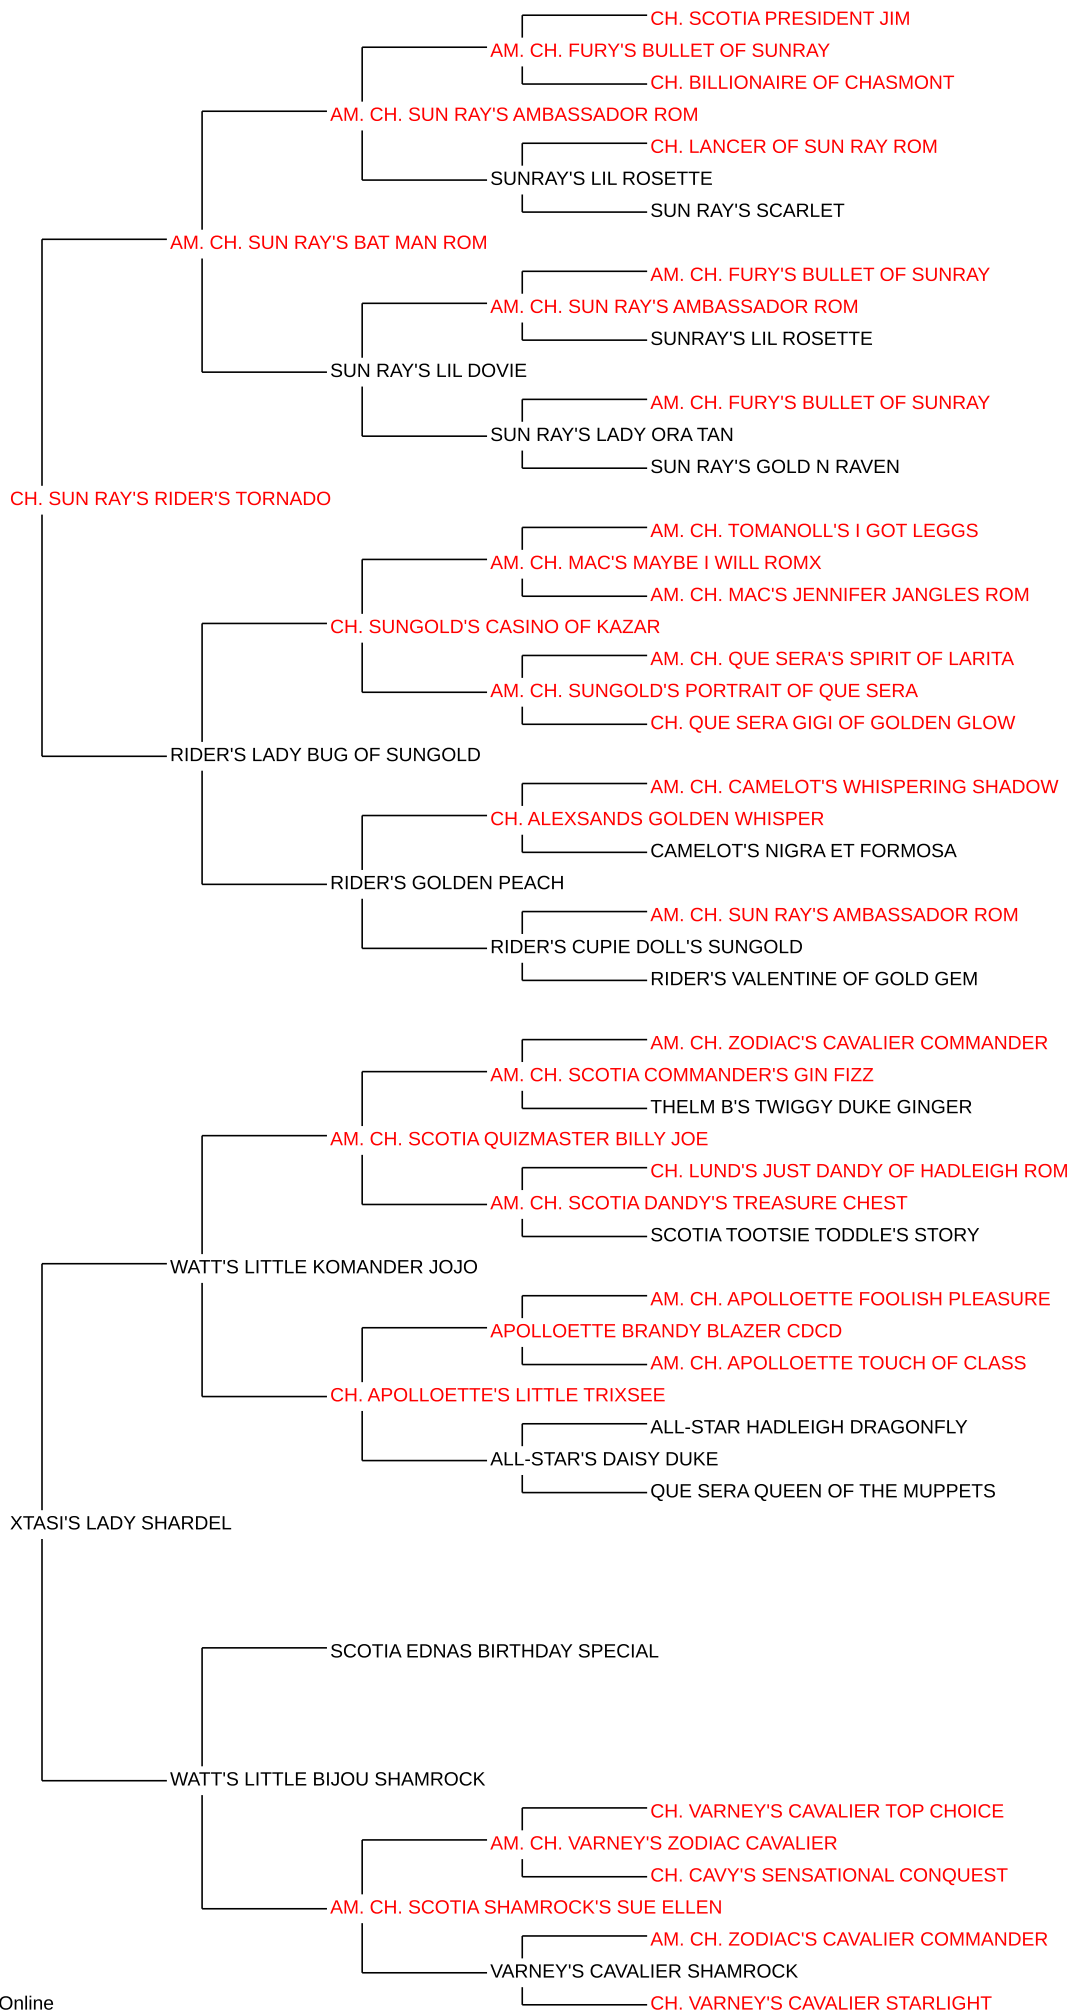 CH. SCOTIA PRESIDENT JIM
AM. CH. FURY'S BULLET OF SUNRAY
CH. BILLIONAIRE OF CHASMONT
AM. CH. SUN RAY'S AMBASSADOR ROM
CH. LANCER OF SUN RAY ROM
SUNRAY'S LIL ROSETTE
SUN RAY'S SCARLET
AM. CH. SUN RAY'S BAT MAN ROM
AM. CH. FURY'S BULLET OF SUNRAY
AM. CH. SUN RAY'S AMBASSADOR ROM
SUNRAY'S LIL ROSETTE
SUN RAY'S LIL DOVIE
AM. CH. FURY'S BULLET OF SUNRAY
SUN RAY'S LADY ORA TAN
SUN RAY'S GOLD N RAVEN
CH. SUN RAY'S RIDER'S TORNADO
AM. CH. TOMANOLL'S I GOT LEGGS
AM. CH. MAC'S MAYBE I WILL ROMX
AM. CH. MAC'S JENNIFER JANGLES ROM
CH. SUNGOLD'S CASINO OF KAZAR
AM. CH. QUE SERA'S SPIRIT OF LARITA
AM. CH. SUNGOLD'S PORTRAIT OF QUE SERA
CH. QUE SERA GIGI OF GOLDEN GLOW
RIDER'S LADY BUG OF SUNGOLD
AM. CH. CAMELOT'S WHISPERING SHADOW
CH. ALEXSANDS GOLDEN WHISPER
CAMELOT'S NIGRA ET FORMOSA
RIDER'S GOLDEN PEACH
AM. CH. SUN RAY'S AMBASSADOR ROM
RIDER'S CUPIE DOLL'S SUNGOLD
RIDER'S VALENTINE OF GOLD GEM
AM. CH. ZODIAC'S CAVALIER COMMANDER
AM. CH. SCOTIA COMMANDER'S GIN FIZZ
THELM B'S TWIGGY DUKE GINGER
AM. CH. SCOTIA QUIZMASTER BILLY JOE
CH. LUND'S JUST DANDY OF HADLEIGH ROM
AM. CH. SCOTIA DANDY'S TREASURE CHEST
SCOTIA TOOTSIE TODDLE'S STORY
WATT'S LITTLE KOMANDER JOJO
AM. CH. APOLLOETTE FOOLISH PLEASURE
APOLLOETTE BRANDY BLAZER CDCD
AM. CH. APOLLOETTE TOUCH OF CLASS
CH. APOLLOETTE'S LITTLE TRIXSEE
ALL-STAR HADLEIGH DRAGONFLY
ALL-STAR'S DAISY DUKE
QUE SERA QUEEN OF THE MUPPETS
XTASI'S LADY SHARDEL
SCOTIA EDNAS BIRTHDAY SPECIAL
WATT'S LITTLE BIJOU SHAMROCK
CH. VARNEY'S CAVALIER TOP CHOICE
AM. CH. VARNEY'S ZODIAC CAVALIER
CH. CAVY'S SENSATIONAL CONQUEST
AM. CH. SCOTIA SHAMROCK'S SUE ELLEN
AM. CH. ZODIAC'S CAVALIER COMMANDER
VARNEY'S CAVALIER SHAMROCK
Online
CH. VARNEY'S CAVALIER STARLIGHT